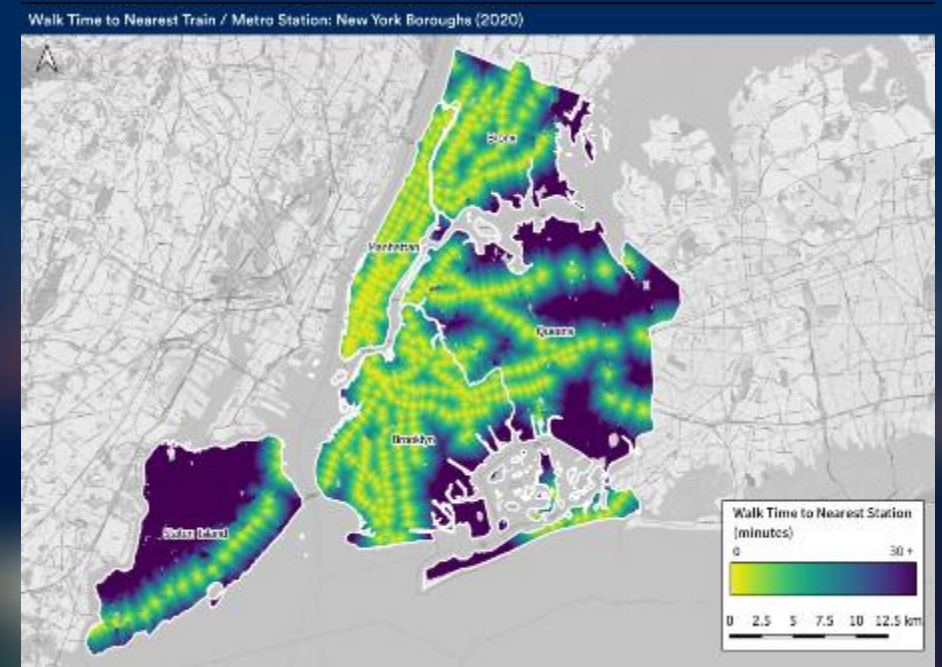 Walk Time to Nearest Train / Metro Station: New York Boroughs (2020)
Bronx
Manhattan
Queens
Brooklyn
Staten Island
Walk Time to Nearest Station
(minutes)
0 30 +
0 2.5 5 7.5 10 12.5 km